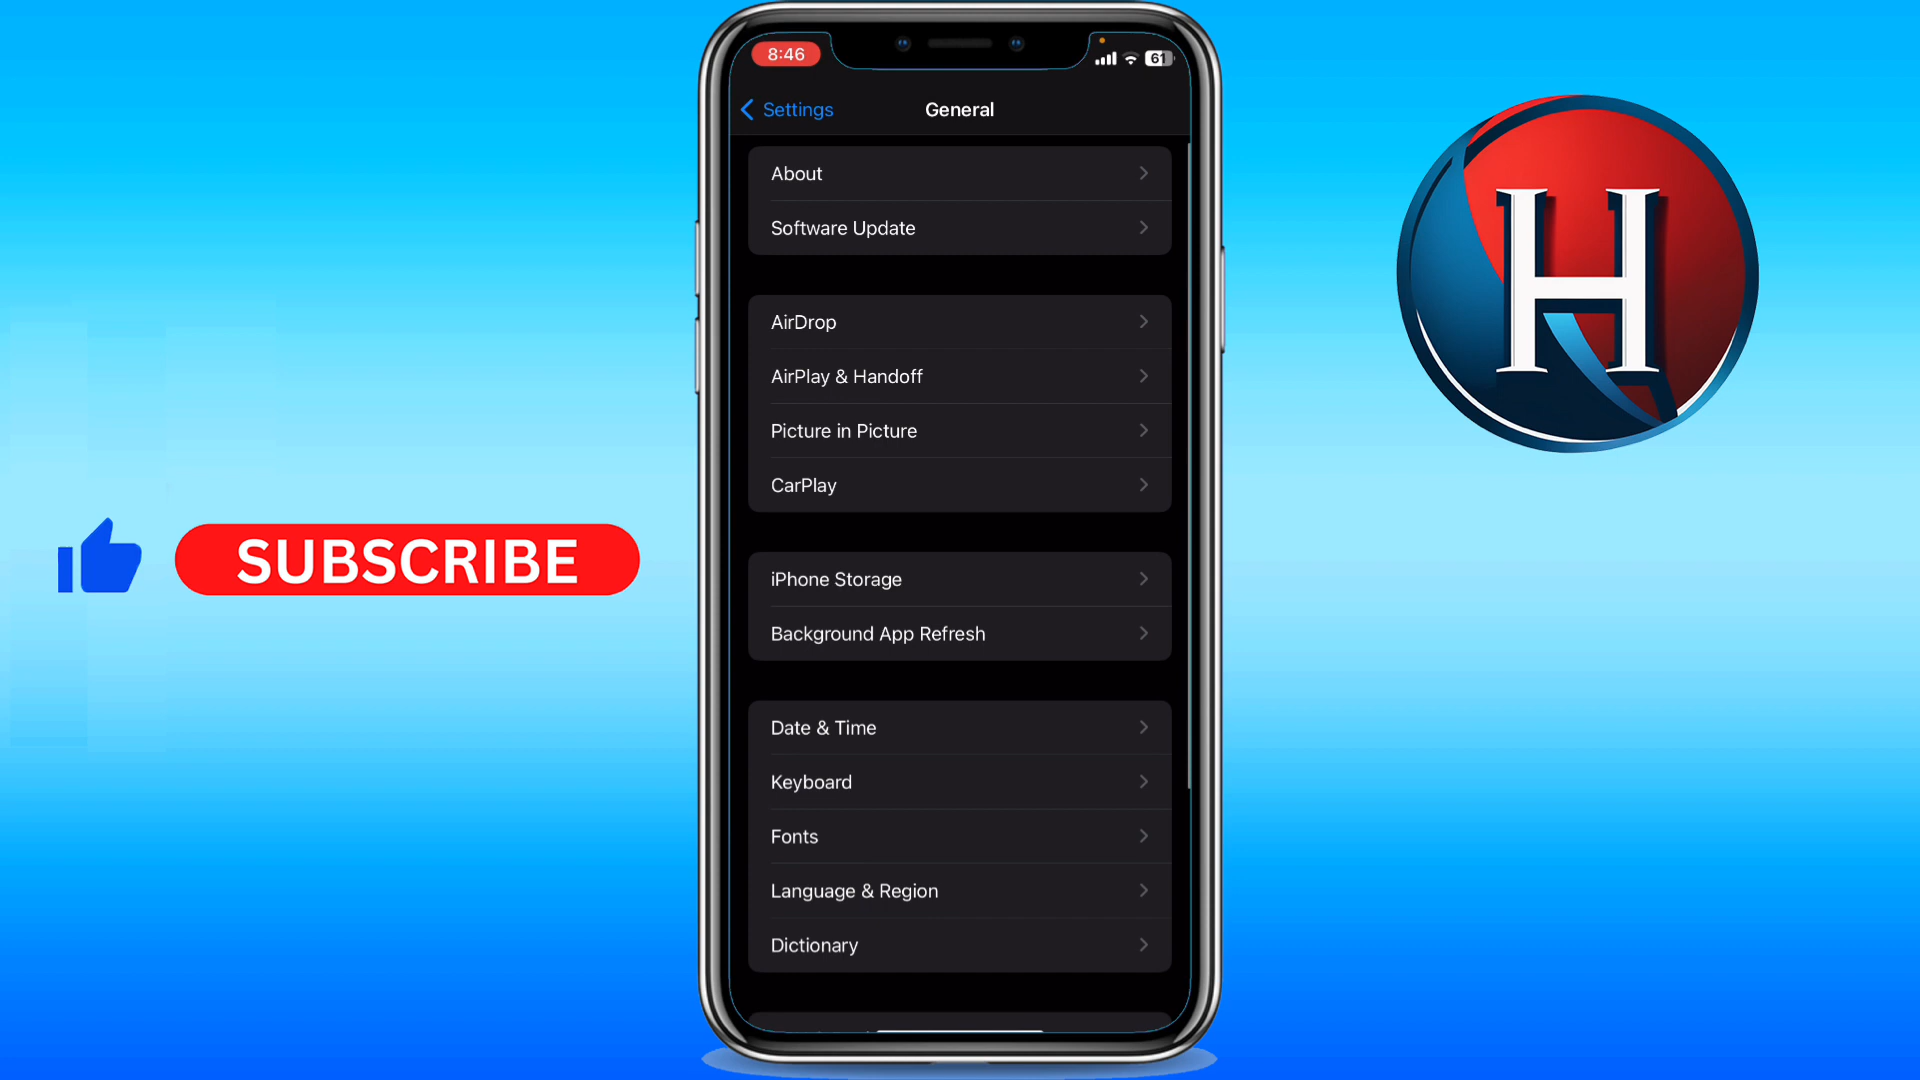 8:46
61
Settings
General
About
Software Update
AirDrop
AirPlay & Handoff
Picture in Picture
CarPlay
iPhone Storage
Background App Refresh
Date & Time
Keyboard
Fonts
Language & Region
Dictionary
SUBSCRIBE
H